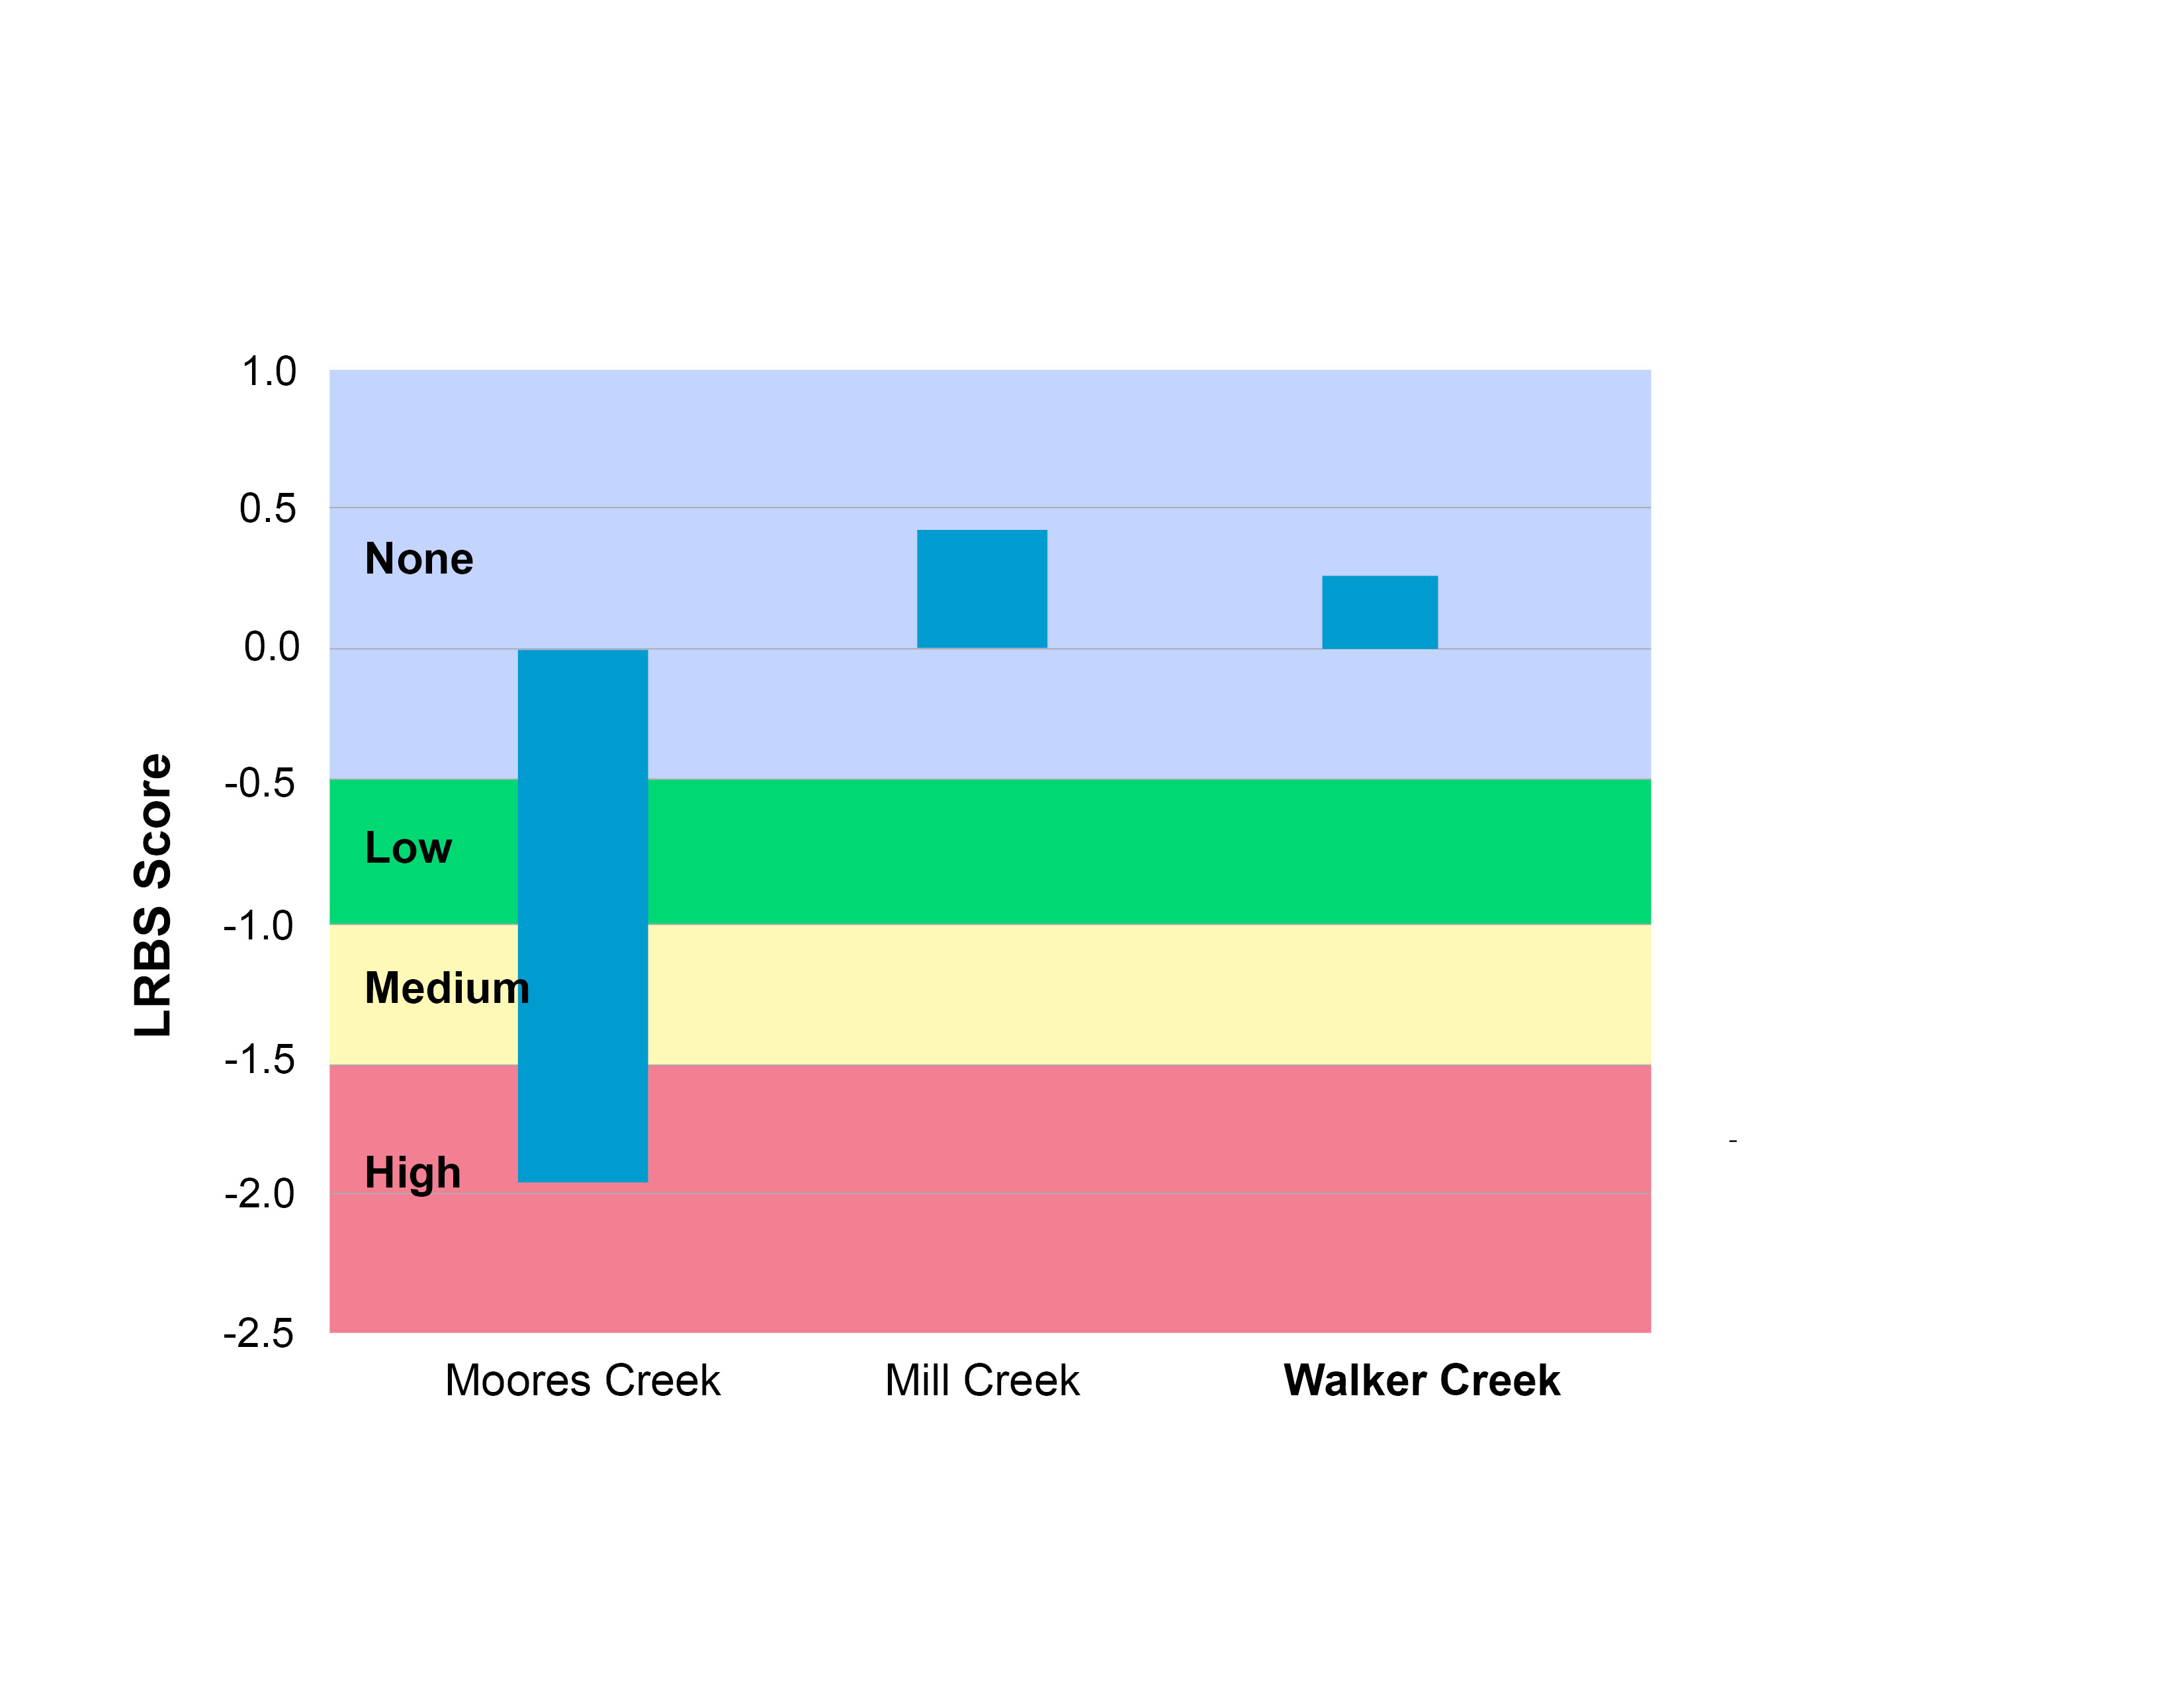 1.0
0.5
None
0.0
-0.5
Low
-1.0
Medium
-1.5
High
-2.0
-2.5
LRBS Score
Moores Creek
Mill Creek
Walker Creek
-